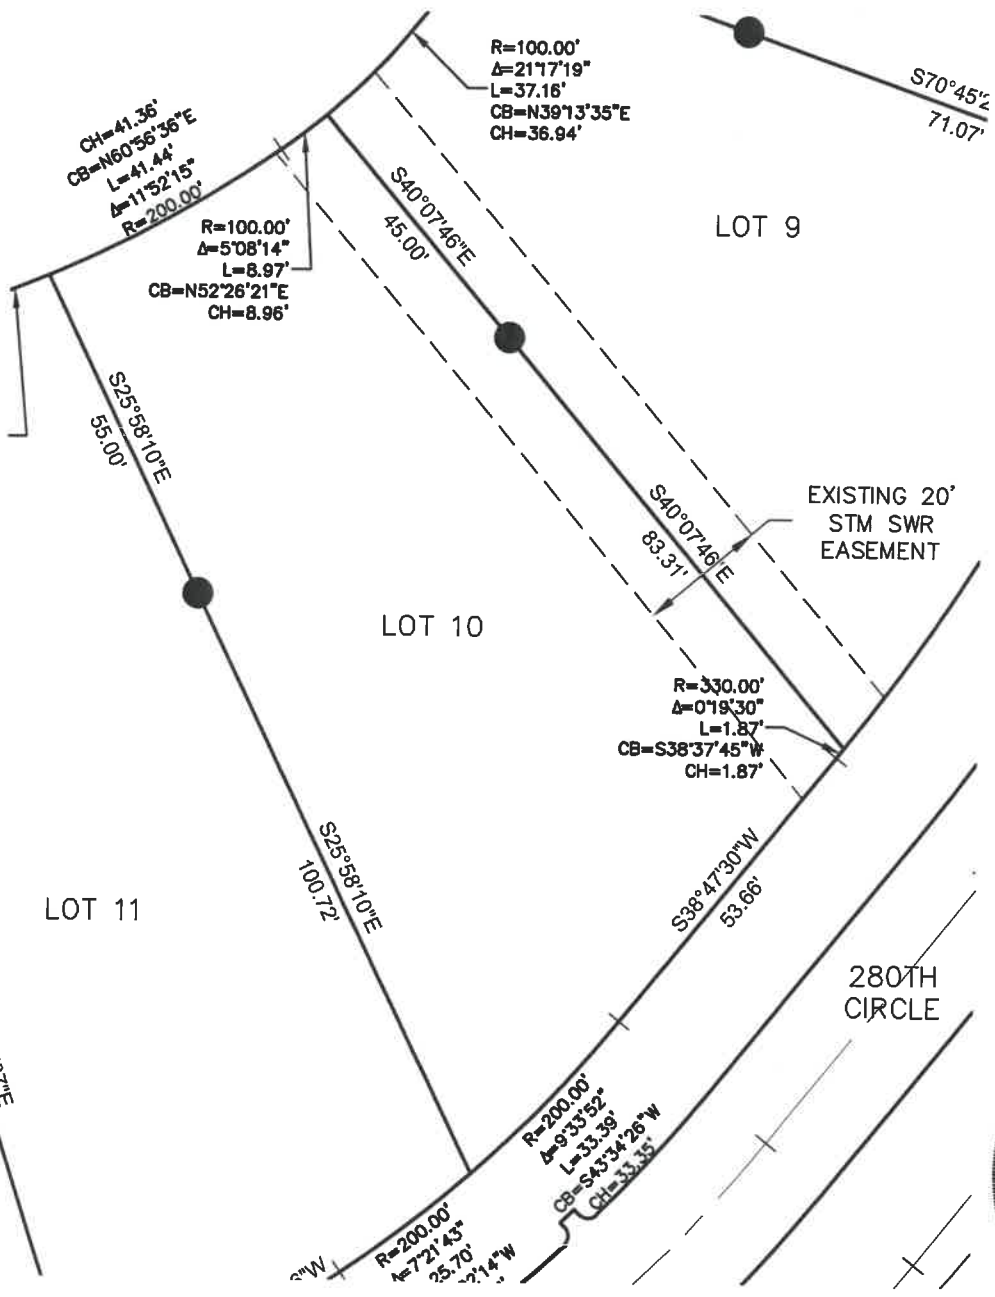 R=100.00'
Δ=21°17'19"
L=37.16'
CB=N39°13'35"E
CH=36.94'
S70°45'2
71.07'
CH=41.36'
CB=N60°56'36"E
L=41.44'
Δ=11°52'15"
R=200.00'
R=100.00'
Δ=5°08'14"
L=8.97'
CB=N52°26'21"E
CH=8.96'
S40°07'46"E
45.00'
LOT 9
S25°58'10"E
55.00'
S40°07'46"E
83.31'
EXISTING 20'
STM SWR
EASEMENT
LOT 10
R=330.00'
Δ=0°19'30"
L=1.87'
CB=S38°37'45"W
CH=1.87'
S25°58'10"E
100.72'
S38°47'30"W
53.66'
LOT 11
280TH
CIRCLE
R=200.00'
Δ=9°33'52"
L=33.39'
CB=S43°34'26"W
CH=33.35'
R=200.00'
Δ=7°21'43"
25.70'
2'14"W
6"W
7"E